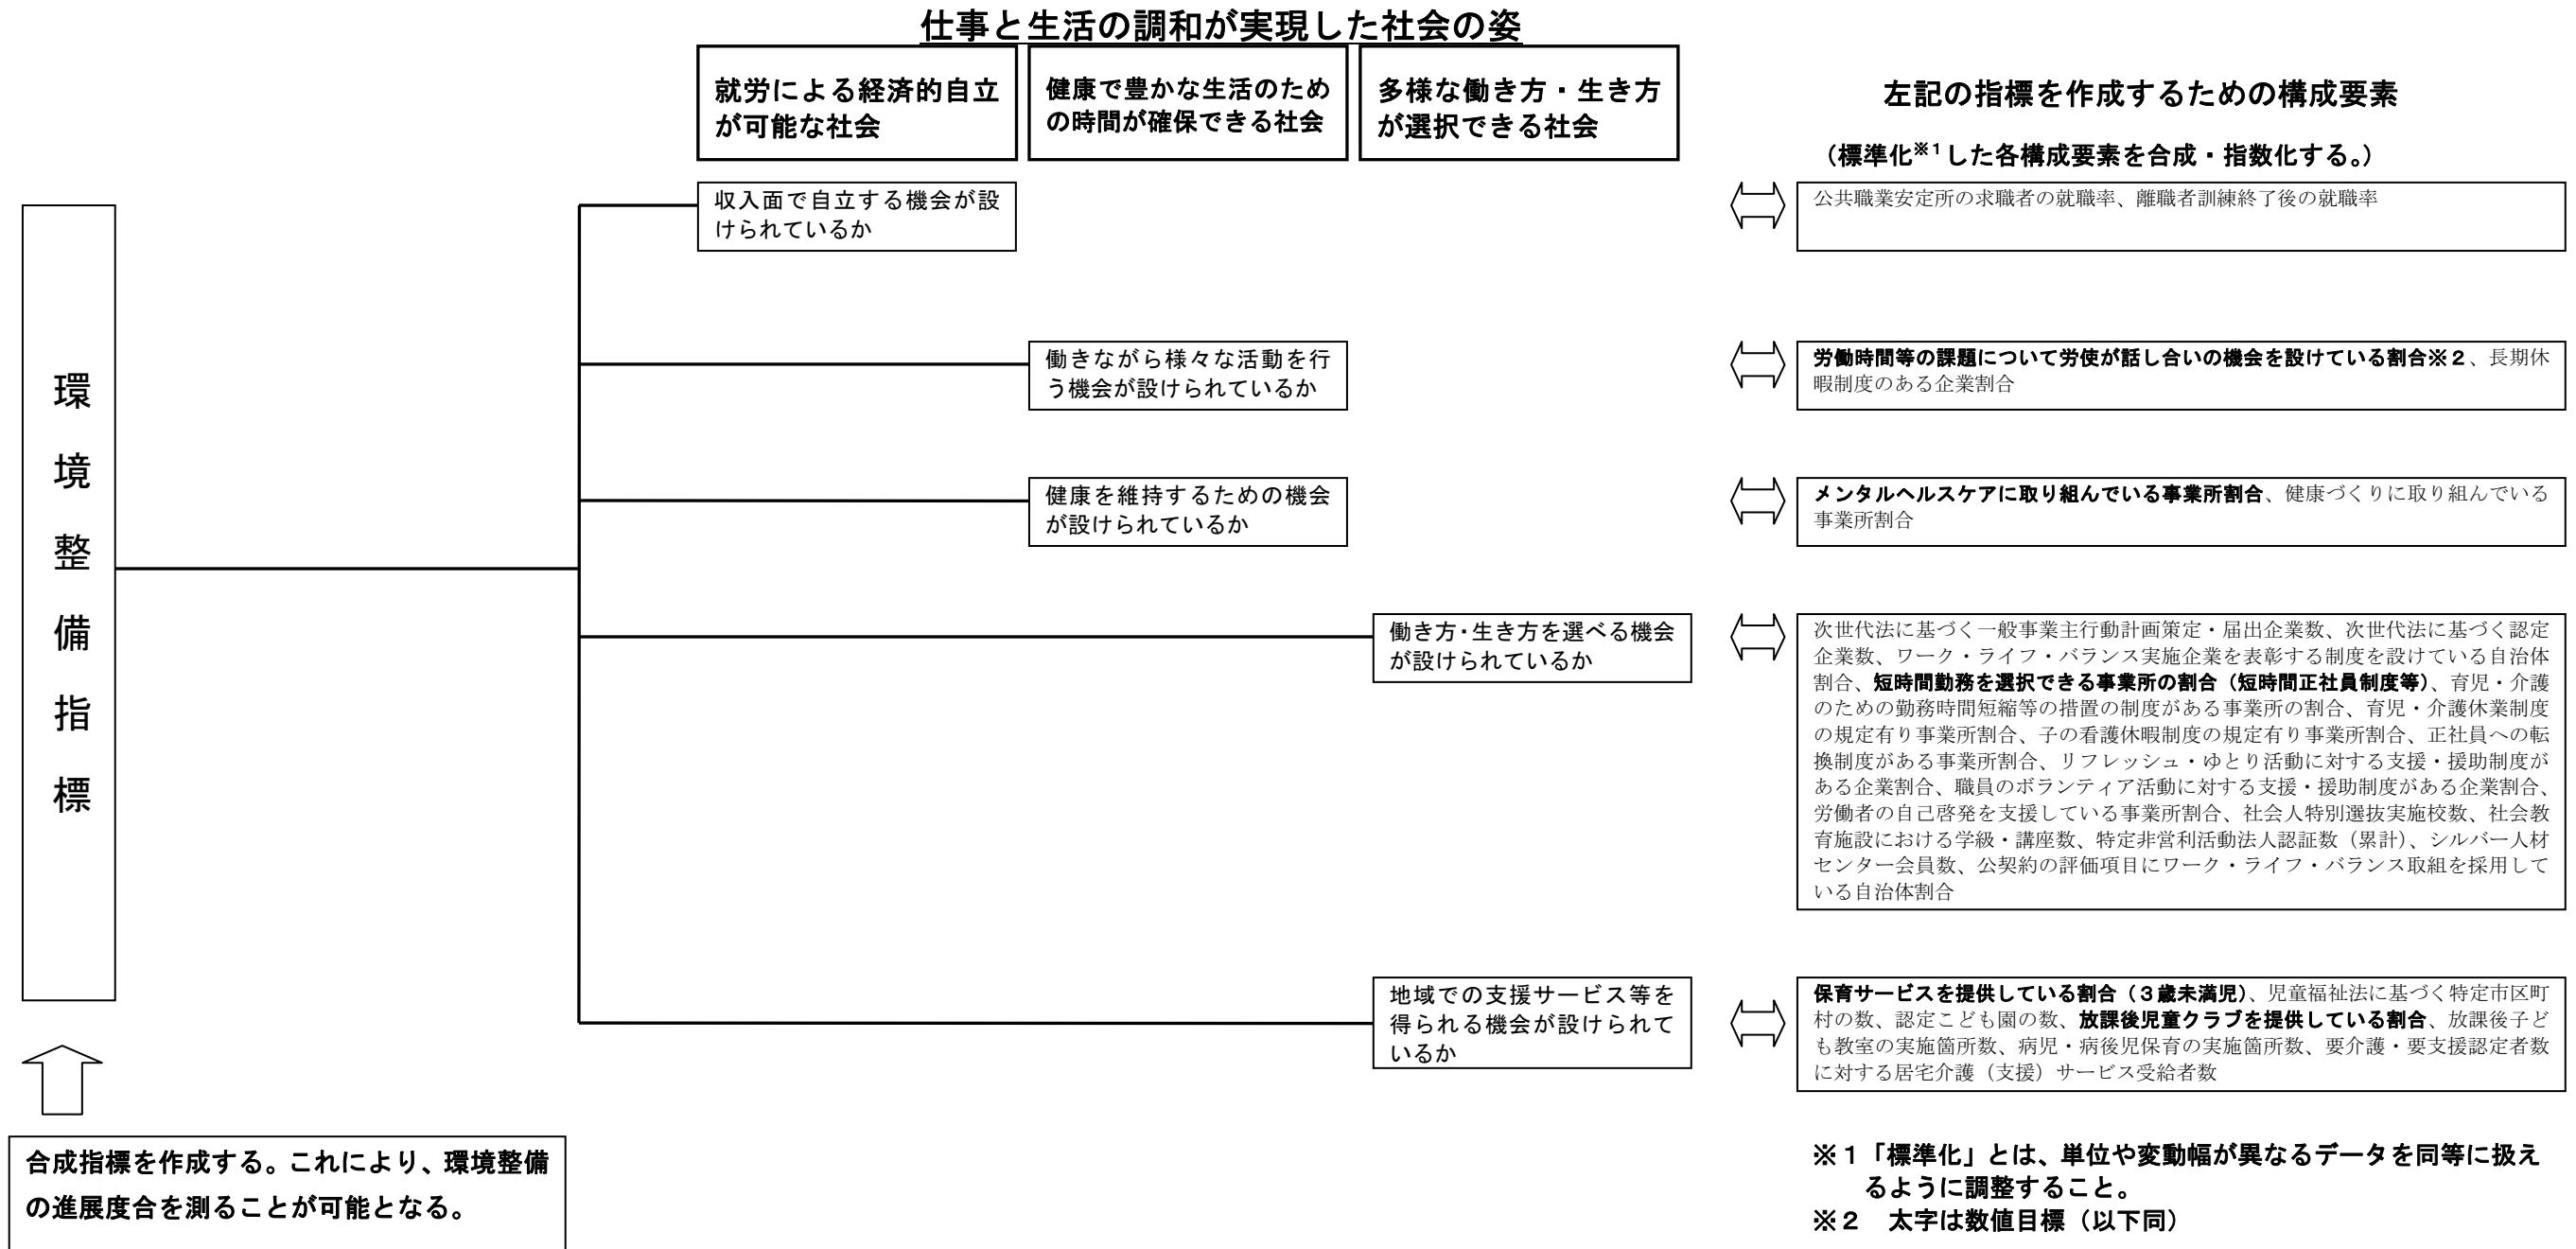 仕事と生活の調和が実現した社会の姿
就労による経済的自立
が可能な社会
健康で豊かな生活のため
の時間が確保できる社会
多様な働き方・生き方
が選択できる社会
左記の指標を作成するための構成要素
（標準化※1した各構成要素を合成・指数化する。）
環
境
整
備
指
標
収入面で自立する機会が設
けられているか
公共職業安定所の求職者の就職率、離職者訓練終了後の就職率
働きながら様々な活動を行
う機会が設けられているか
労働時間等の課題について労使が話し合いの機会を設けている割合※２、長期休
暇制度のある企業割合
健康を維持するための機会
が設けられているか
メンタルヘルスケアに取り組んでいる事業所割合、健康づくりに取り組んでいる
事業所割合
働き方・生き方を選べる機会
が設けられているか
次世代法に基づく一般事業主行動計画策定・届出企業数、次世代法に基づく認定
企業数、ワーク・ライフ・バランス実施企業を表彰する制度を設けている自治体
割合、短時間勤務を選択できる事業所の割合（短時間正社員制度等）、育児・介護
のための勤務時間短縮等の措置の制度がある事業所の割合、育児・介護休業制度
の規定有り事業所割合、子の看護休暇制度の規定有り事業所割合、正社員への転
換制度がある事業所割合、リフレッシュ・ゆとり活動に対する支援・援助制度が
ある企業割合、職員のボランティア活動に対する支援・援助制度がある企業割合、
労働者の自己啓発を支援している事業所割合、社会人特別選抜実施校数、社会教
育施設における学級・講座数、特定非営利活動法人認証数（累計）、シルバー人材
センター会員数、公契約の評価項目にワーク・ライフ・バランス取組を採用して
いる自治体割合
地域での支援サービス等を
得られる機会が設けられて
いるか
保育サービスを提供している割合（３歳未満児）、児童福祉法に基づく特定市区町
村の数、認定こども園の数、放課後児童クラブを提供している割合、放課後子ど
も教室の実施箇所数、病児・病後児保育の実施箇所数、要介護・要支援認定者数
に対する居宅介護（支援）サービス受給者数
合成指標を作成する。これにより、環境整備
の進展度合を測ることが可能となる。
※１「標準化」とは、単位や変動幅が異なるデータを同等に扱え
るように調整すること。
※２　太字は数値目標（以下同）